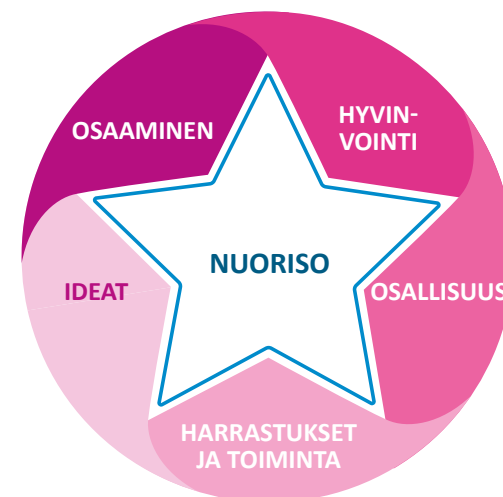 OSAAMINEN
HYVIN-
VOINTI
NUORISO
IDEAT
OSALLISUUS
HARRASTUKSET
JA TOIMINTA